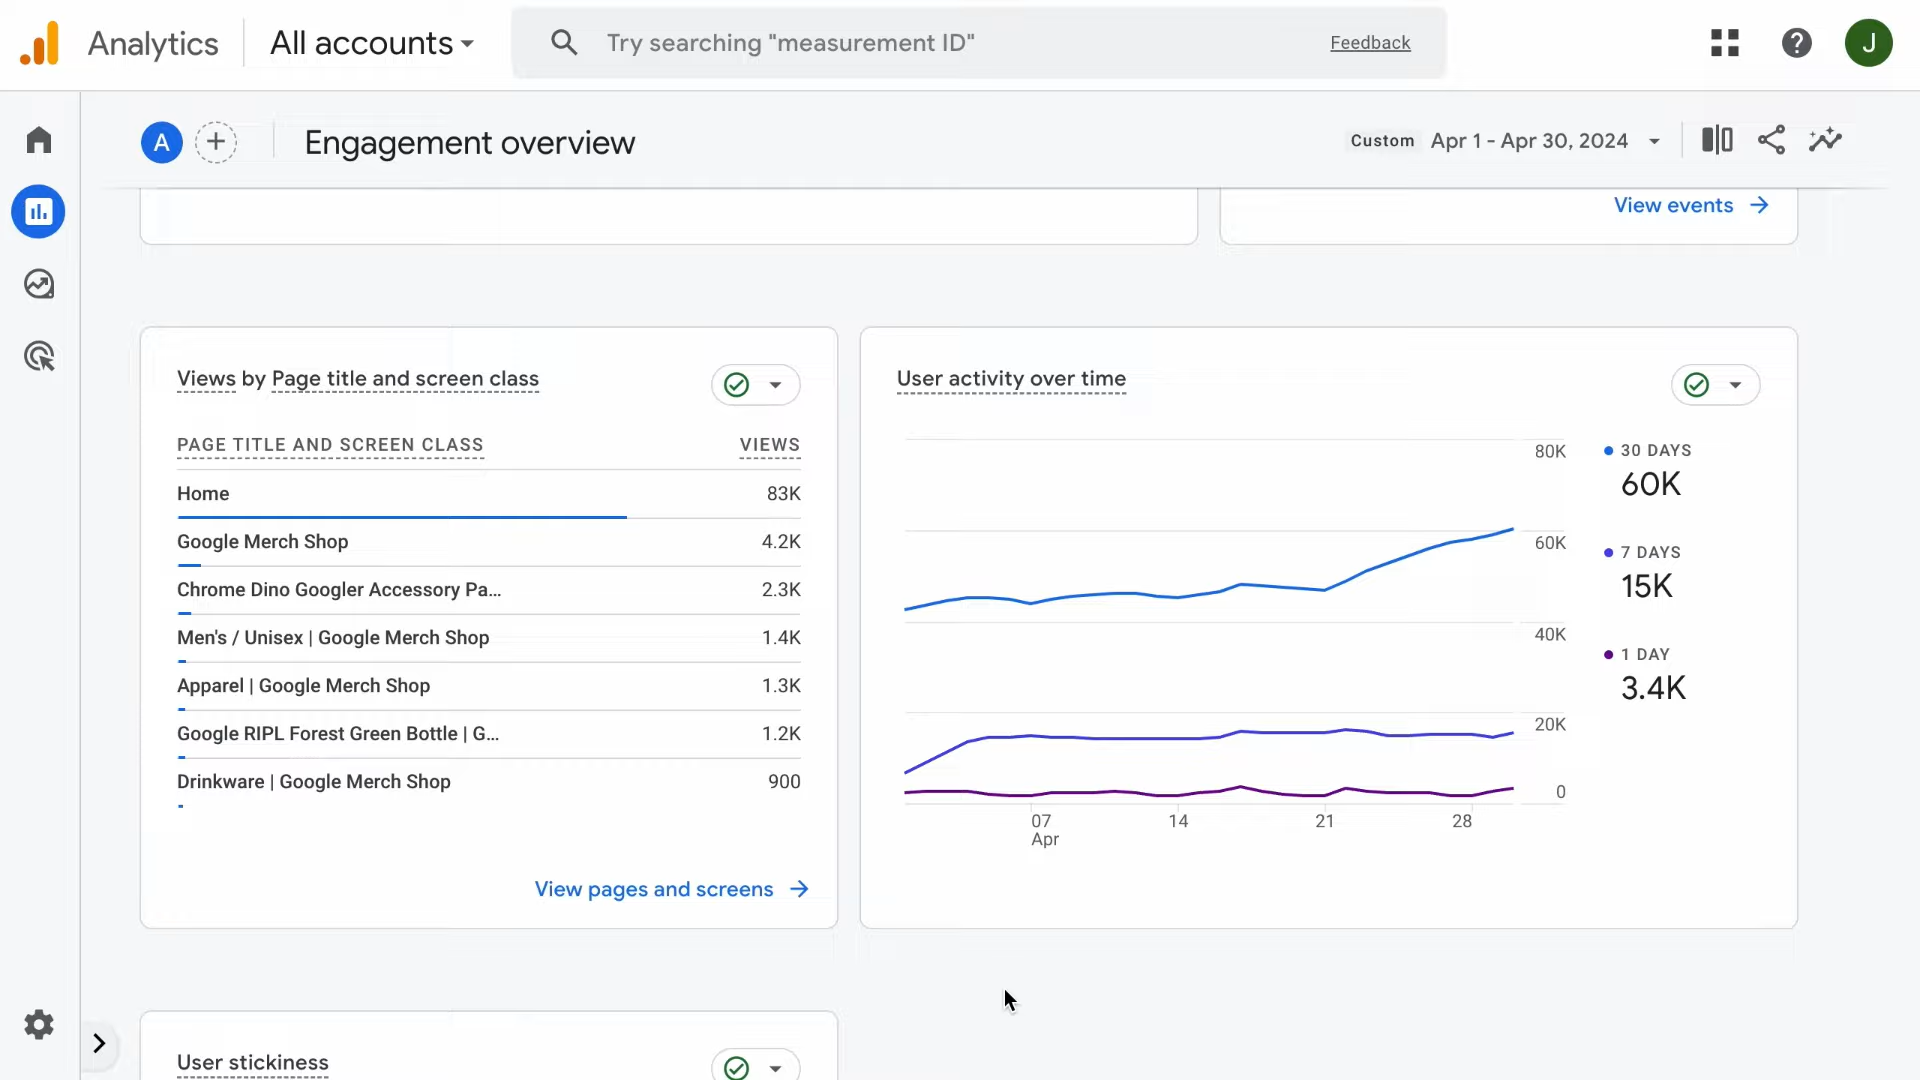 Analytics
All accounts
Try searching "measurement ID"
Feedback
J
A
Engagement overview
Custom Apr 1 - Apr 30, 2024
View events
Views by Page title and screen class
PAGE TITLE AND SCREEN CLASS VIEWS
Home 83K
Google Merch Shop 4.2K
Chrome Dino Googler Accessory Pa... 2.3K
Men's / Unisex | Google Merch Shop 1.4K
Apparel | Google Merch Shop 1.3K
Google RIPL Forest Green Bottle | G... 1.2K
Drinkware | Google Merch Shop 900
View pages and screens
User activity over time
80K
60K
40K
20K
0
07
Apr
14
21
28
30 DAYS
60K
7 DAYS
15K
1 DAY
3.4K
User stickiness